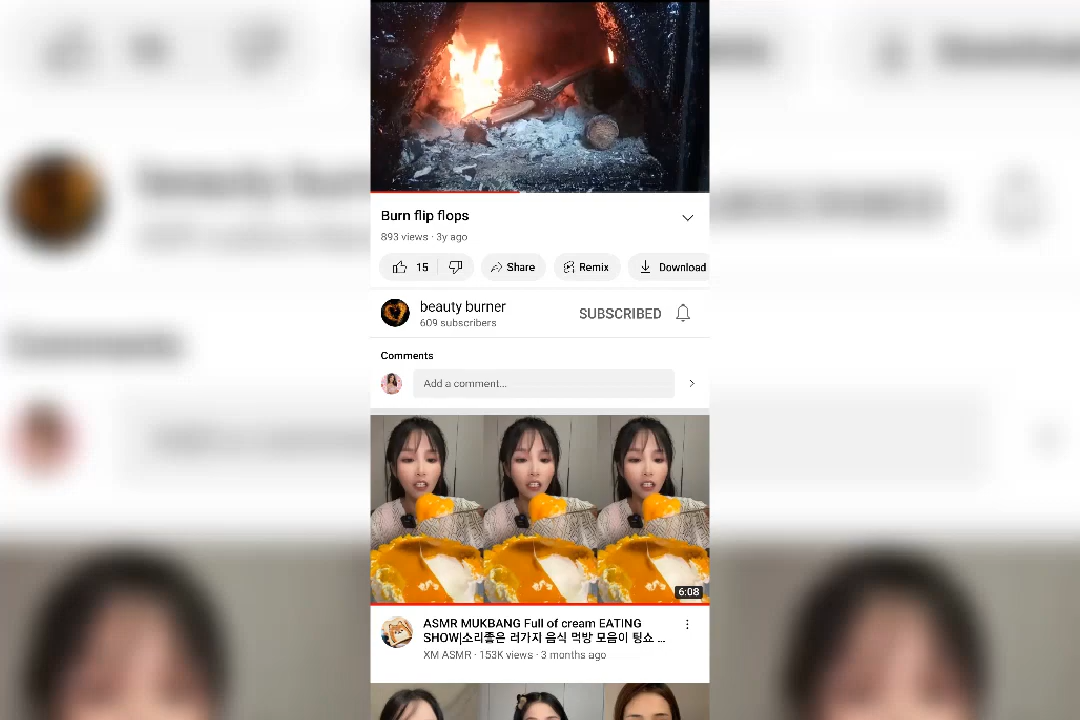 Burn flip flops
893 views · 3y ago
15
Share
Remix
Download
beauty burner
609 subscribers
SUBSCRIBED
Comments
Add a comment...
6:08
ASMR MUKBANG Full of cream EATING
SHOW|소리좋은 러가지 음식 먹방 모음이 팅쇼 ...
XM ASMR · 153K views · 3 months ago